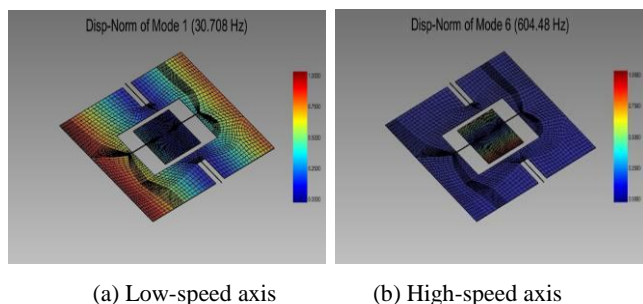 Disp-Norm of Mode 1 (30.708 Hz)
Disp-Norm of Mode 6 (604.48 Hz)
(a) Low-speed axis
(b) High-speed axis